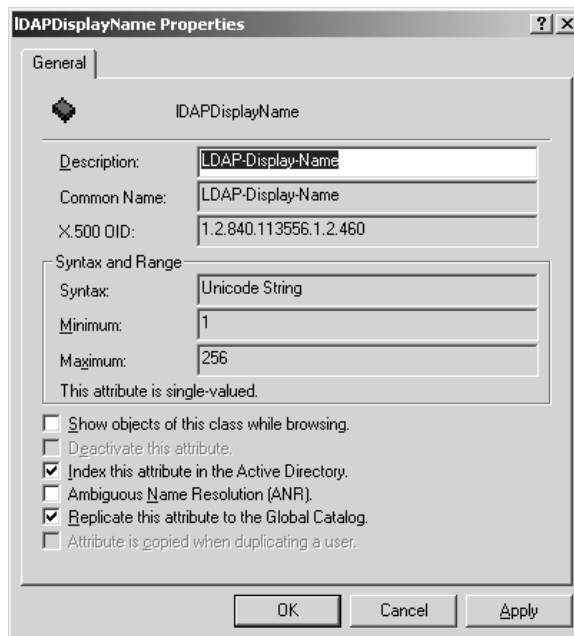 lDAPDisplayName Properties
General
lDAPDisplayName
Description: LDAP-Display-Name
Common Name: LDAP-Display-Name
X.500 OID: 1.2.840.113556.1.2.460
Syntax and Range
Syntax: Unicode String
Minimum: 1
Maximum: 256
This attribute is single-valued.
Show objects of this class while browsing.
Deactivate this attribute.
Index this attribute in the Active Directory.
Ambiguous Name Resolution (ANR).
Replicate this attribute to the Global Catalog.
Attribute is copied when duplicating a user.
OK Cancel Apply